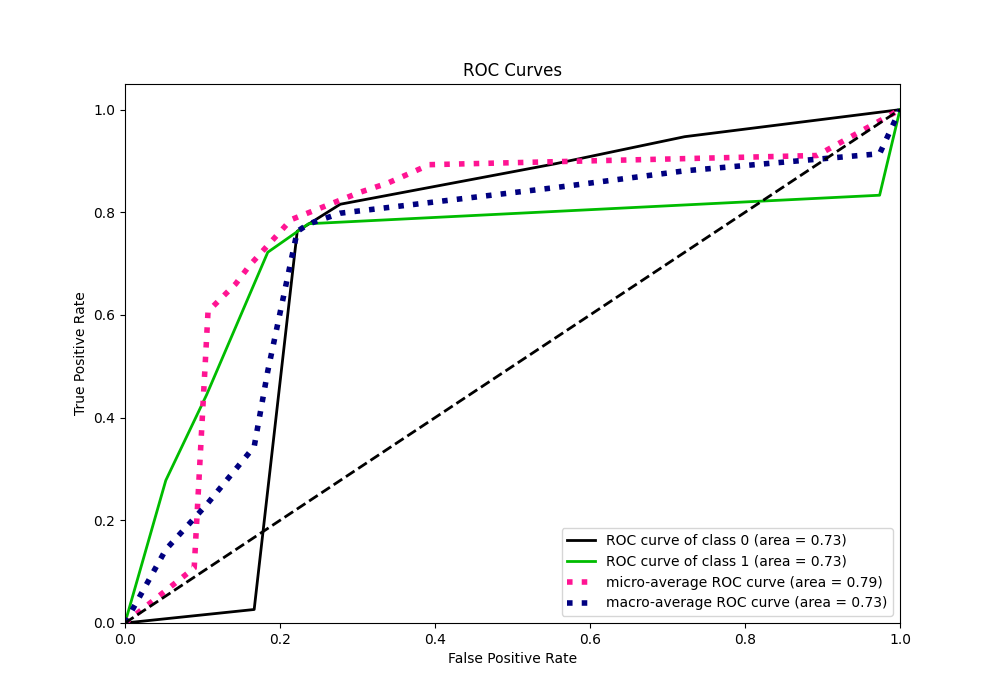 ROC Curves
True Positive Rate
1.0
0.8
0.6
0.4
0.2
0.0
0.0 0.2 0.4 0.6 0.8 1.0
False Positive Rate
ROC curve of class 0 (area = 0.73)
ROC curve of class 1 (area = 0.73)
micro-average ROC curve (area = 0.79)
macro-average ROC curve (area = 0.73)